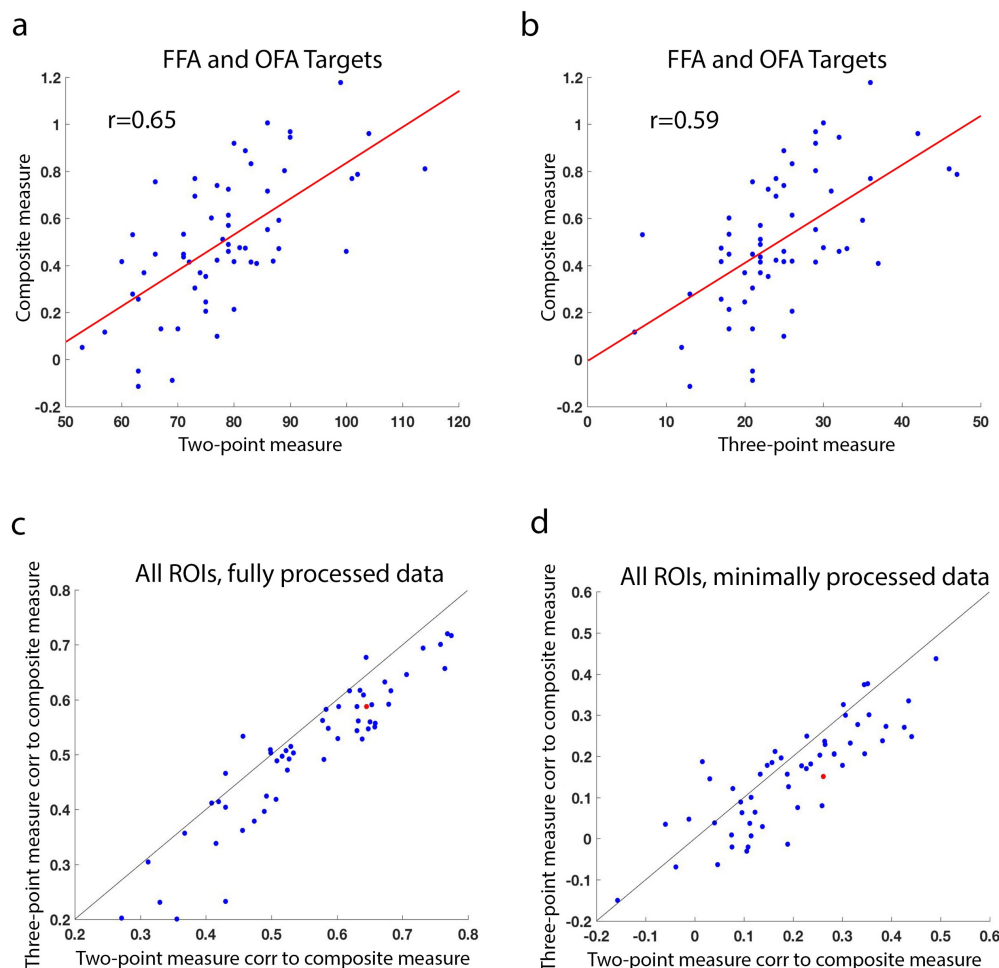 a
FFA and OFA Targets
r=0.65
Composite measure
1.2
1
0.8
0.6
0.4
0.2
0
-0.2
50 60 70 80 90 100 110 120
Two-point measure
b
FFA and OFA Targets
r=0.59
Composite measure
1.2
1
0.8
0.6
0.4
0.2
0
-0.2
0 10 20 30 40 50
Three-point measure
c
All ROIs, fully processed data
Three-point measure corr to composite measure
0.8
0.7
0.6
0.5
0.4
0.3
0.2
0.2 0.3 0.4 0.5 0.6 0.7 0.8
Two-point measure corr to composite measure
d
All ROIs, minimally processed data
Three-point measure corr to composite measure
0.6
0.5
0.4
0.3
0.2
0.1
0
-0.1
-0.2
-0.2 -0.1 0 0.1 0.2 0.3 0.4 0.5 0.6
Two-point measure corr to composite measure